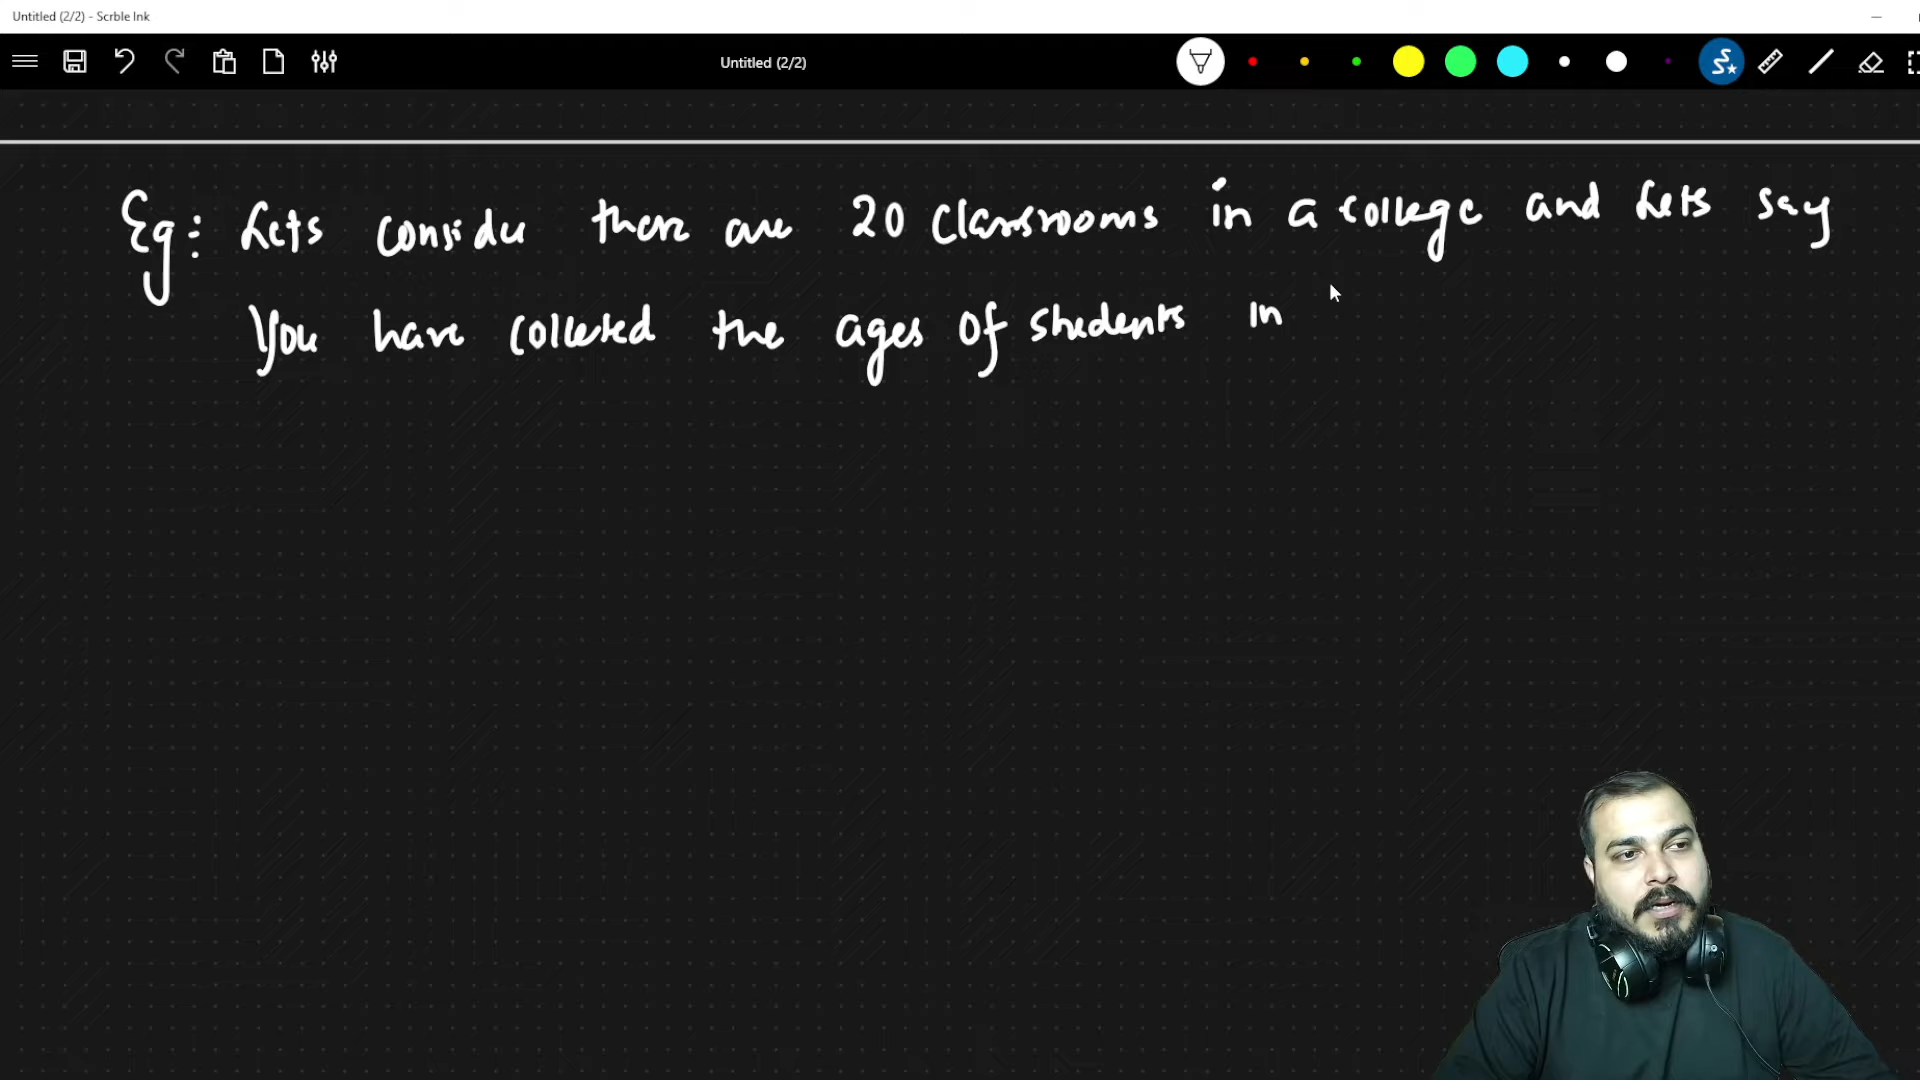 Untitled (2/2) - Scrble Ink
Untitled (2/2)
Eg: Lets consider there are 20 classrooms in a college and Lets say
You have collected the ages of students in